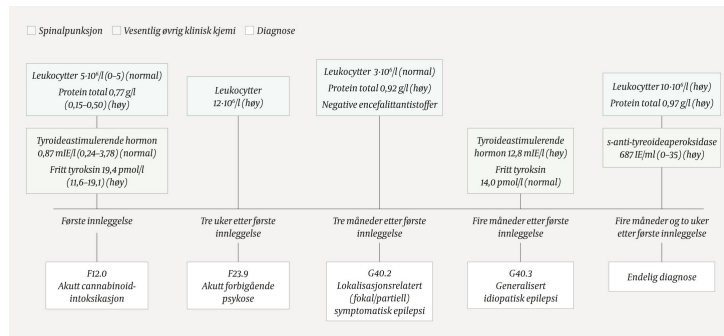 Spinalpunksjon
Vesentlig øvrig klinisk kjemi
Diagnose
Leukocytter 5·10⁶/l (0–5) (normal)
Protein total 0,77 g/l
(0,15–0,50) (høy)
Leukocytter
12·10⁶/l (høy)
Leukocytter 3·10⁶/l (normal)
Protein total 0,92 g/l (høy)
Negative encefalittantistoffer
Leukocytter 10·10⁶/l (høy)
Protein total 0,97 g/l (høy)
Tyroideastimulerende hormon
0,87 mIE/l (0,24–3,78) (normal)
Fritt tyroksin 19,4 pmol/l
(11,6–19,1) (høy)
Tyroideastimulerende
hormon 12,8 mIE/l (høy)
Fritt tyroksin
14,0 pmol/l (normal)
s-anti-tyreoideaperoksidase
687 IE/ml (0–35) (høy)
Første innleggelse
Tre uker etter første
innleggelse
Tre måneder etter første
innleggelse
Fire måneder etter første
innleggelse
Fire måneder og to uker
etter første innleggelse
F12.0
Akutt cannabinoid-
intoksikasjon
F23.9
Akutt forbigående
psykose
G40.2
Lokalisasjonsrelatert
(fokal/partiell)
symptomatisk epilepsi
G40.3
Generalisert
idiopatisk epilepsi
Endelig diagnose